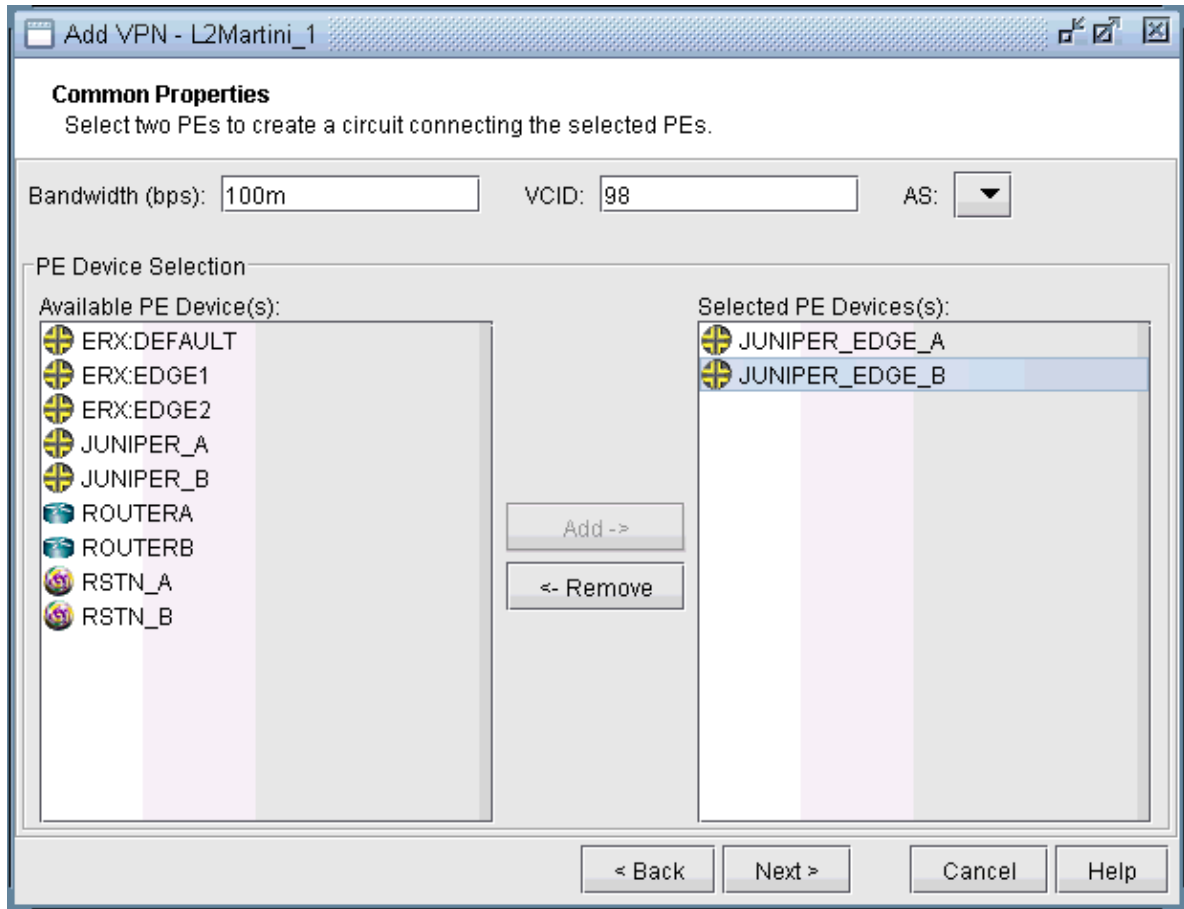 Add VPN - L2Martini_1
Common Properties
Select two PEs to create a circuit connecting the selected PEs.
Bandwidth (bps): 100m VCID: 98 AS:
PE Device Selection
Available PE Device(s):
ERX:DEFAULT
ERX:EDGE1
ERX:EDGE2
JUNIPER_A
JUNIPER_B
ROUTERA
ROUTERB
RSTN_A
RSTN_B
Add ->
<- Remove
Selected PE Devices(s):
JUNIPER_EDGE_A
JUNIPER_EDGE_B
< Back Next > Cancel Help